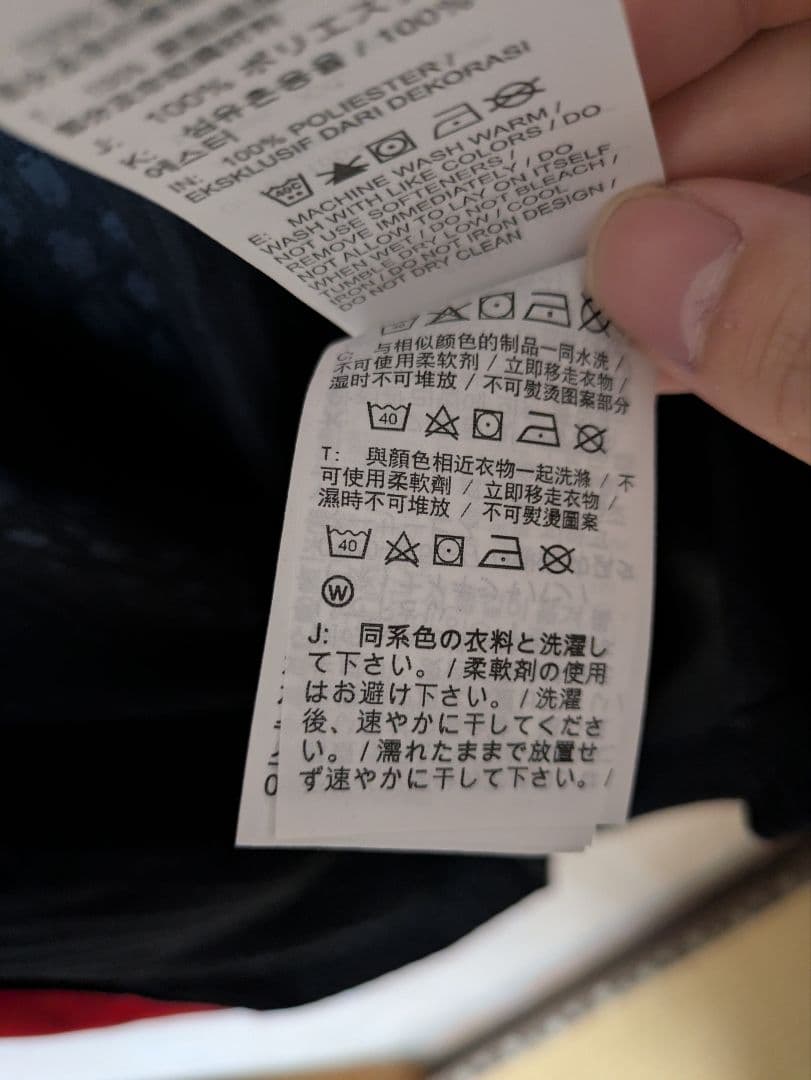 J: 100% ポリエス
K: 섬유혼용율 / 100%
에스터
IN: 100% POLIESTER /
EKSKLUSIF DARI DEKORASI
E: MACHINE WASH WARM /
WASH WITH LIKE COLORS / DO
NOT USE SOFTENERS /
REMOVE IMMEDIATELY / DO
NOT ALLOW TO LAY ON ITSELF
WHEN WET / DO NOT BLEACH /
TUMBLE DRY LOW / COOL
IRON / DO NOT IRON DESIGN /
DO NOT DRY CLEAN
C: 与相似颜色的制品一同水洗 /
不可使用柔软剂 / 立即移走衣物 /
湿时不可堆放 / 不可熨烫图案部分
40
T: 與顏色相近衣物一起洗滌 / 不
可使用柔軟劑 / 立即移走衣物 /
濕時不可堆放 / 不可熨燙圖案
40
W
J: 同系色の衣料と洗濯し
て下さい。/ 柔軟剤の使用
はお避け下さい。/ 洗濯
後、速やかに干してくださ
い。/ 濡れたままで放置せ
ず速やかに干して下さい。/